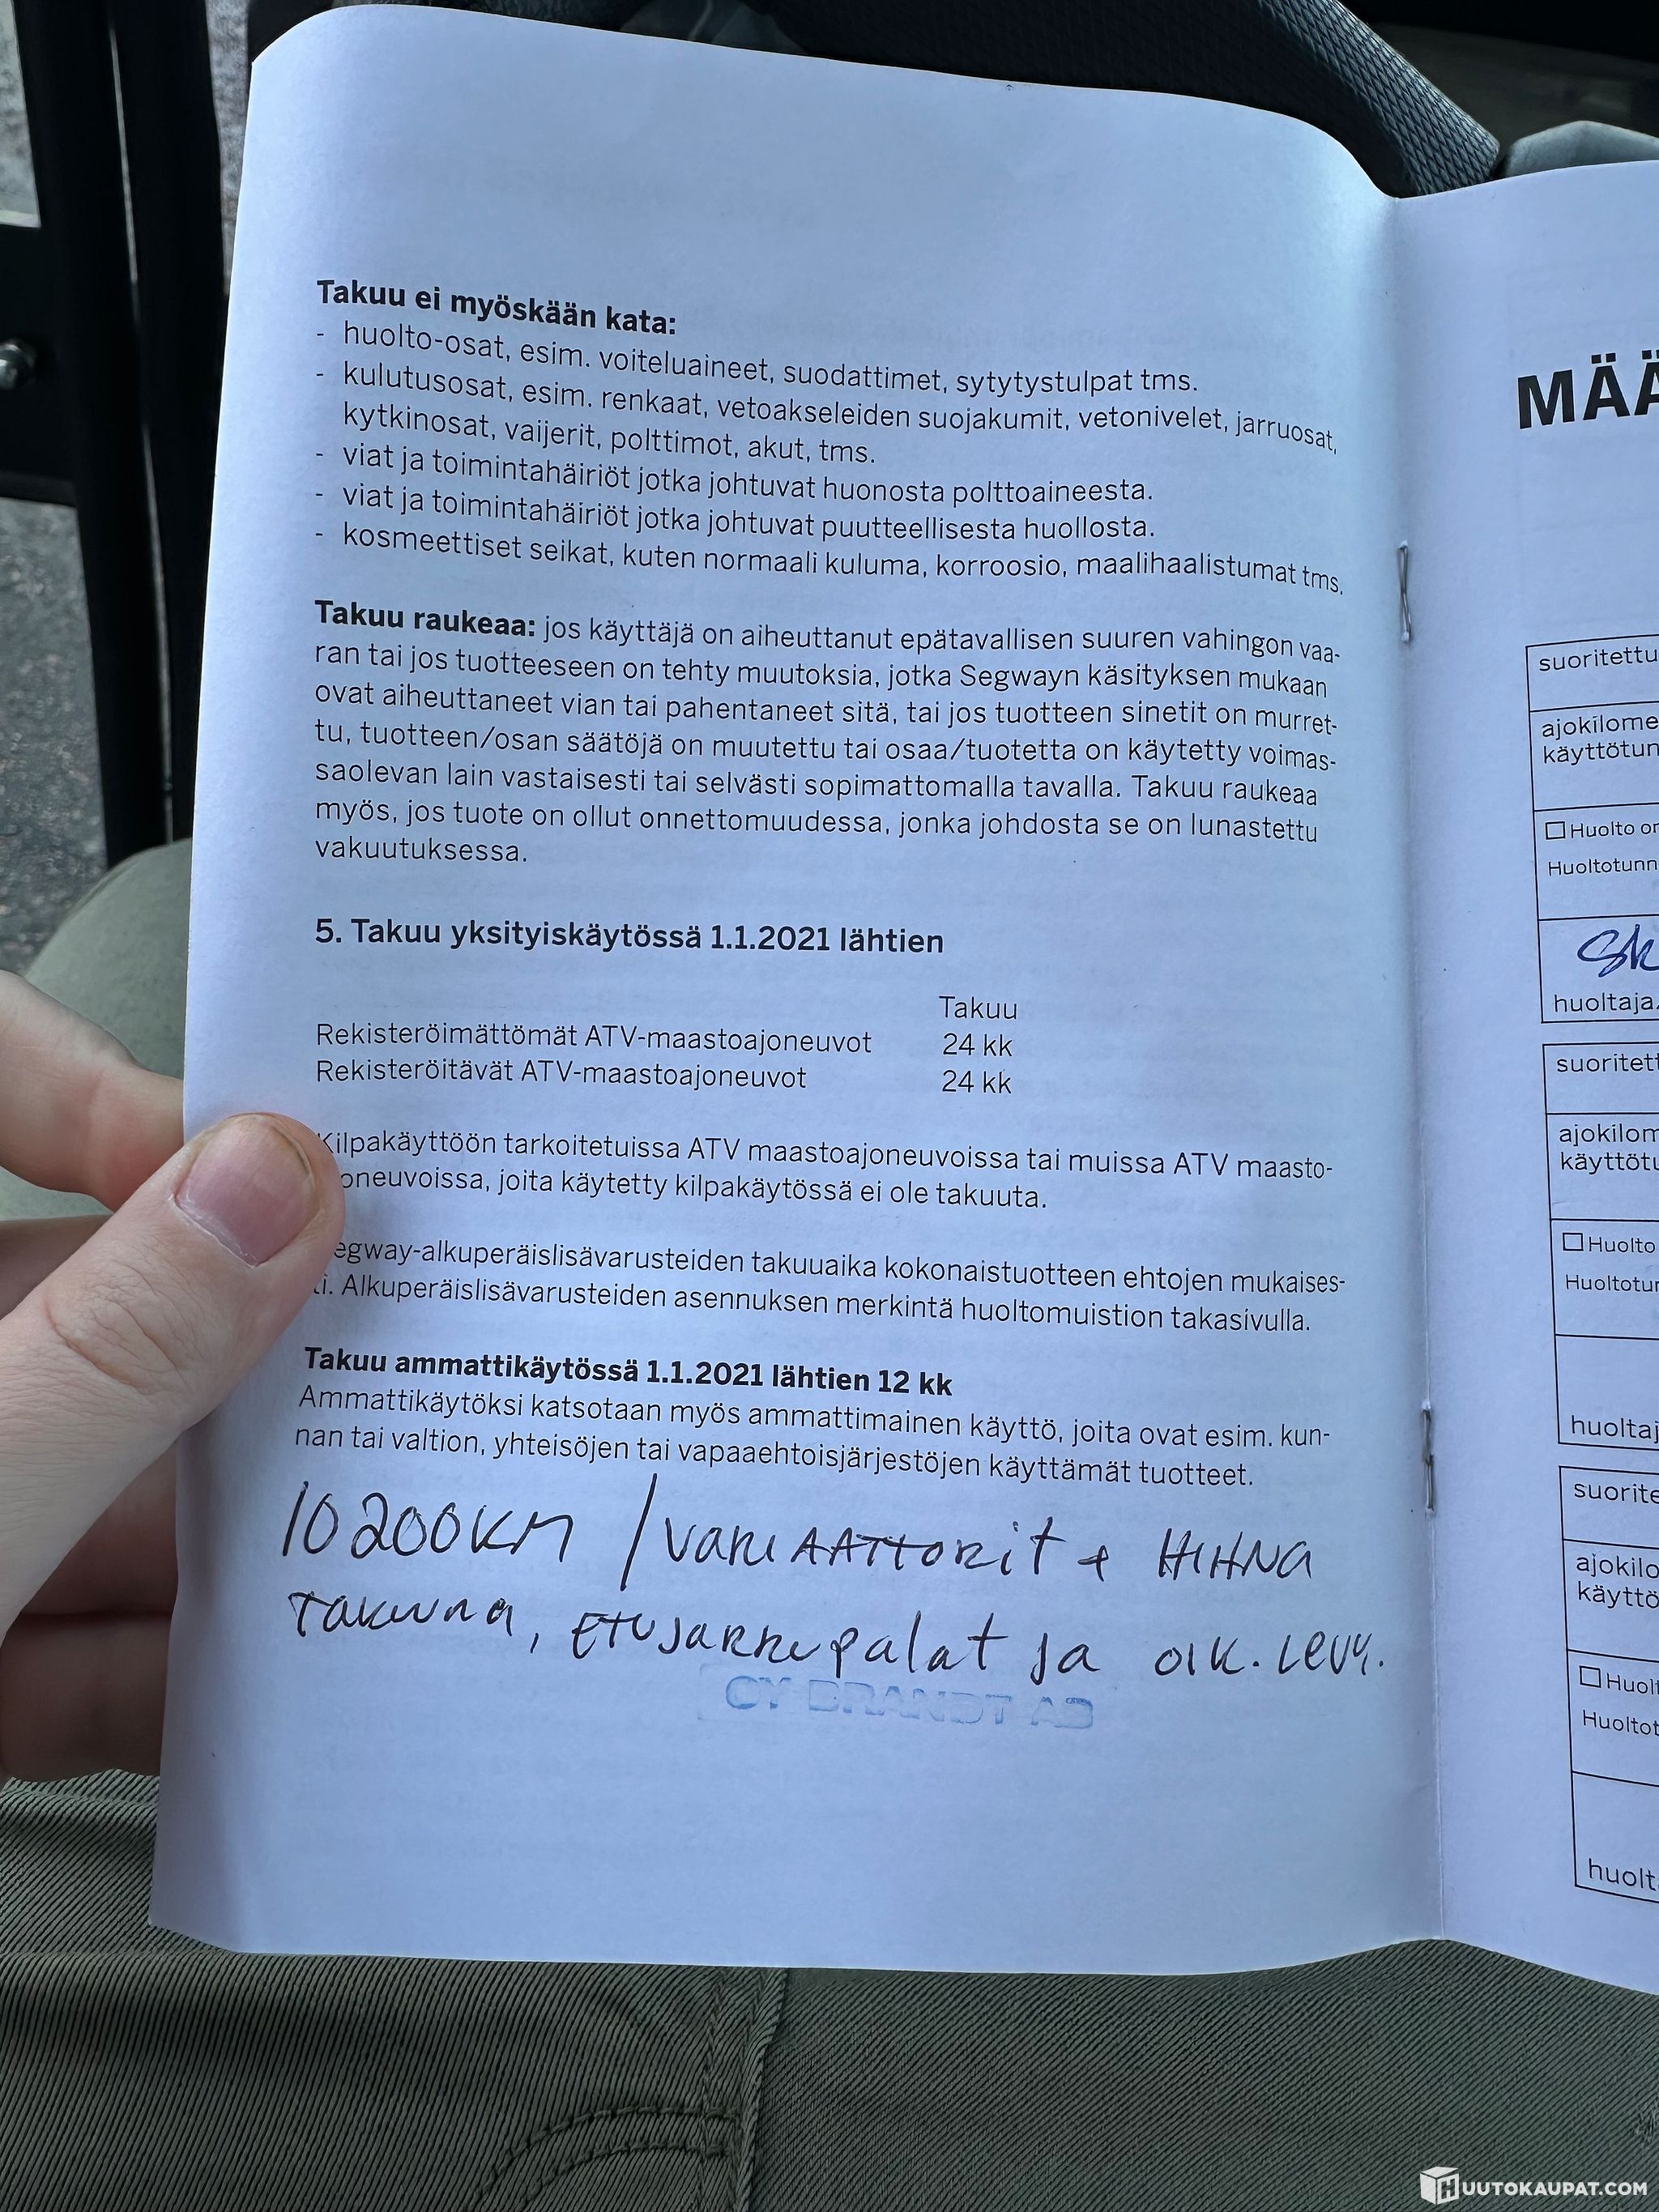 Takuu ei myöskään kata:
- huolto-osat, esim. voiteluaineet, suodattimet, sytytystulpat tms.
- kulutusosat, esim. renkaat, vetoakseleiden suojakumit, vetonivelet, jarruosat,
kytkinosat, vaijerit, polttimot, akut, tms.
- viat ja toimintahäiriöt jotka johtuvat huonosta polttoaineesta.
- viat ja toimintahäiriöt jotka johtuvat puutteellisesta huollosta.
- kosmeettiset seikat, kuten normaali kuluma, korroosio, maalihaalistumat tms.
Takuu raukeaa: jos käyttäjä on aiheuttanut epätavallisen suuren vahingon vaa-
ran tai jos tuotteeseen on tehty muutoksia, jotka Segwayn käsityksen mukaan
ovat aiheuttaneet vian tai pahentaneet sitä, tai jos tuotteen sinetit on murret-
tu, tuotteen/osan säätöjä on muutettu tai osaa/tuotetta on käytetty voimas-
saolevan lain vastaisesti tai selvästi sopimattomalla tavalla. Takuu raukeaa
myös, jos tuote on ollut onnettomuudessa, jonka johdosta se on lunastettu
vakuutuksessa.
5. Takuu yksityiskäytössä 1.1.2021 lähtien
Takuu
Rekisteröimättömät ATV-maastoajoneuvot 24 kk
Rekisteröitävät ATV-maastoajoneuvot 24 kk
Kilpakäyttöön tarkoitetuissa ATV maastoajoneuvoissa tai muissa ATV maasto-
oneuvoissa, joita käytetty kilpakäytössä ei ole takuuta.
egway-alkuperäislisävarusteiden takuuaika kokonaistuotteen ehtojen mukaises-
ti. Alkuperäislisävarusteiden asennuksen merkintä huoltomuistion takasivulla.
Takuu ammattikäytössä 1.1.2021 lähtien 12 kk
Ammattikäytöksi katsotaan myös ammattimainen käyttö, joita ovat esim. kun-
nan tai valtion, yhteisöjen tai vapaaehtoisjärjestöjen käyttämät tuotteet.
10200KM / VARIAATTORIT + HIHNA
TAKUUNA, ETUJARRUPALAT JA OIK. LEVY.
OY BRANDT AB
MÄÄ
suoritettu
ajokilome
käyttötun
Huolto on
Huoltotunn
Sk
huoltaja
suoritett
ajokilom
käyttötu
Huolto
Huoltotun
huoltaj
suorite
ajokilo
käyttö
Huolt
Huoltot
huolt
HUUTOKAUPAT.COM